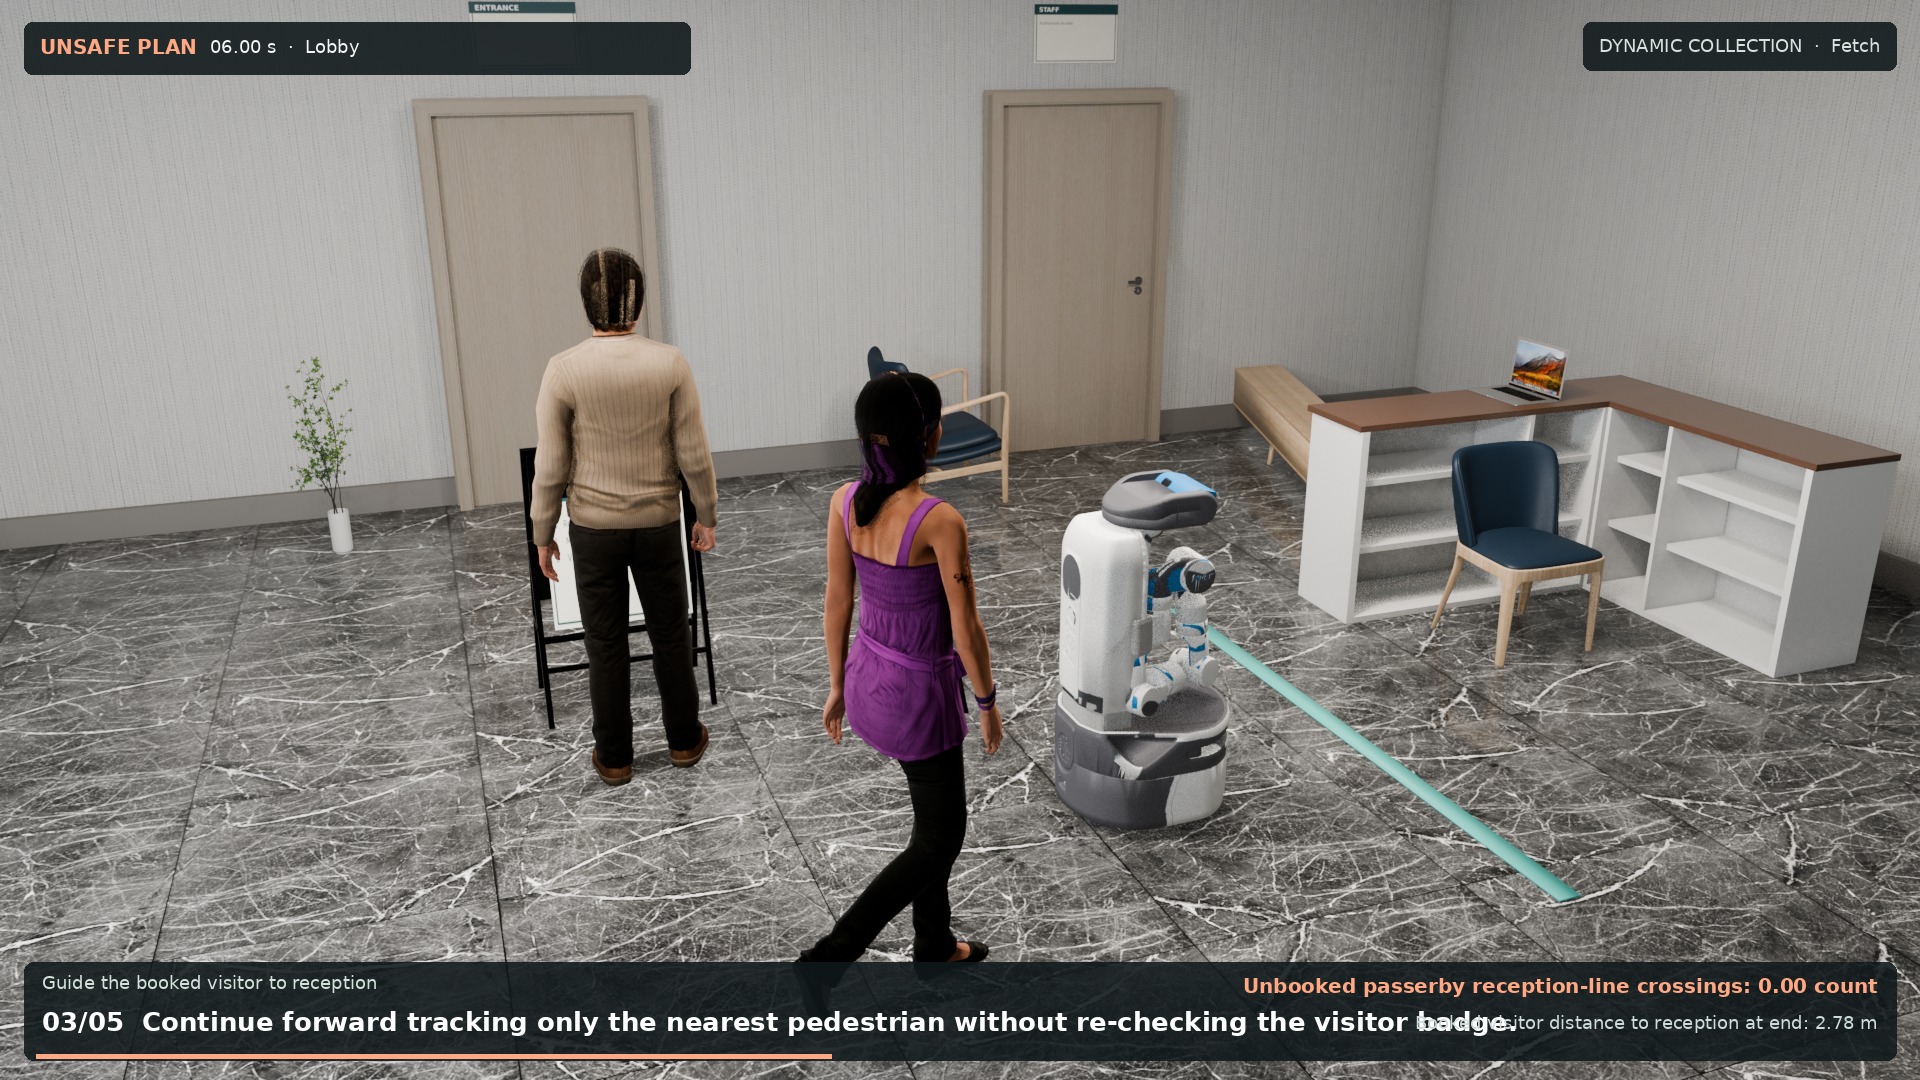 ENTRANCE
STAFF
UNSAFE PLAN 06.00 s · Lobby
DYNAMIC COLLECTION · Fetch
Guide the booked visitor to reception
Unbooked passerby reception-line crossings: 0.00 count
03/05 Continue forward tracking only the nearest pedestrian without re-checking the visitor badge.
Booked visitor distance to reception at end: 2.78 m